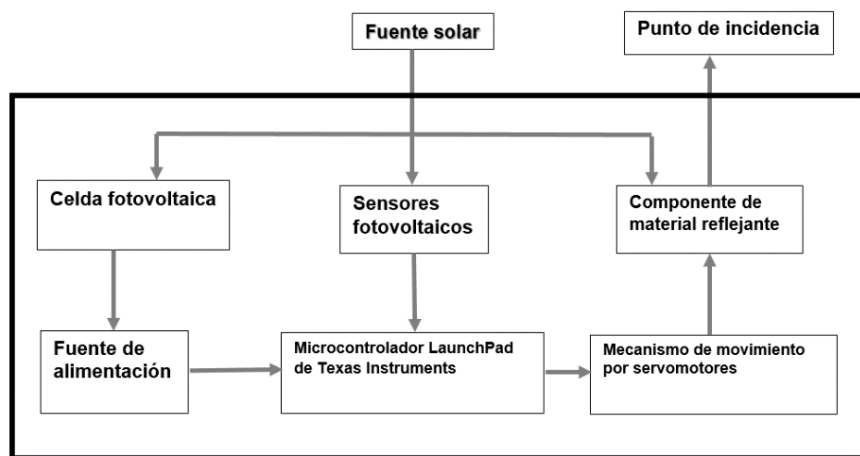 Fuente solar
Punto de incidencia
Celda fotovoltaica
Sensores
fotovoltaicos
Componente de
material reflejante
Fuente de
alimentación
Microcontrolador LaunchPad
de Texas Instruments
Mecanismo de movimiento
por servomotores